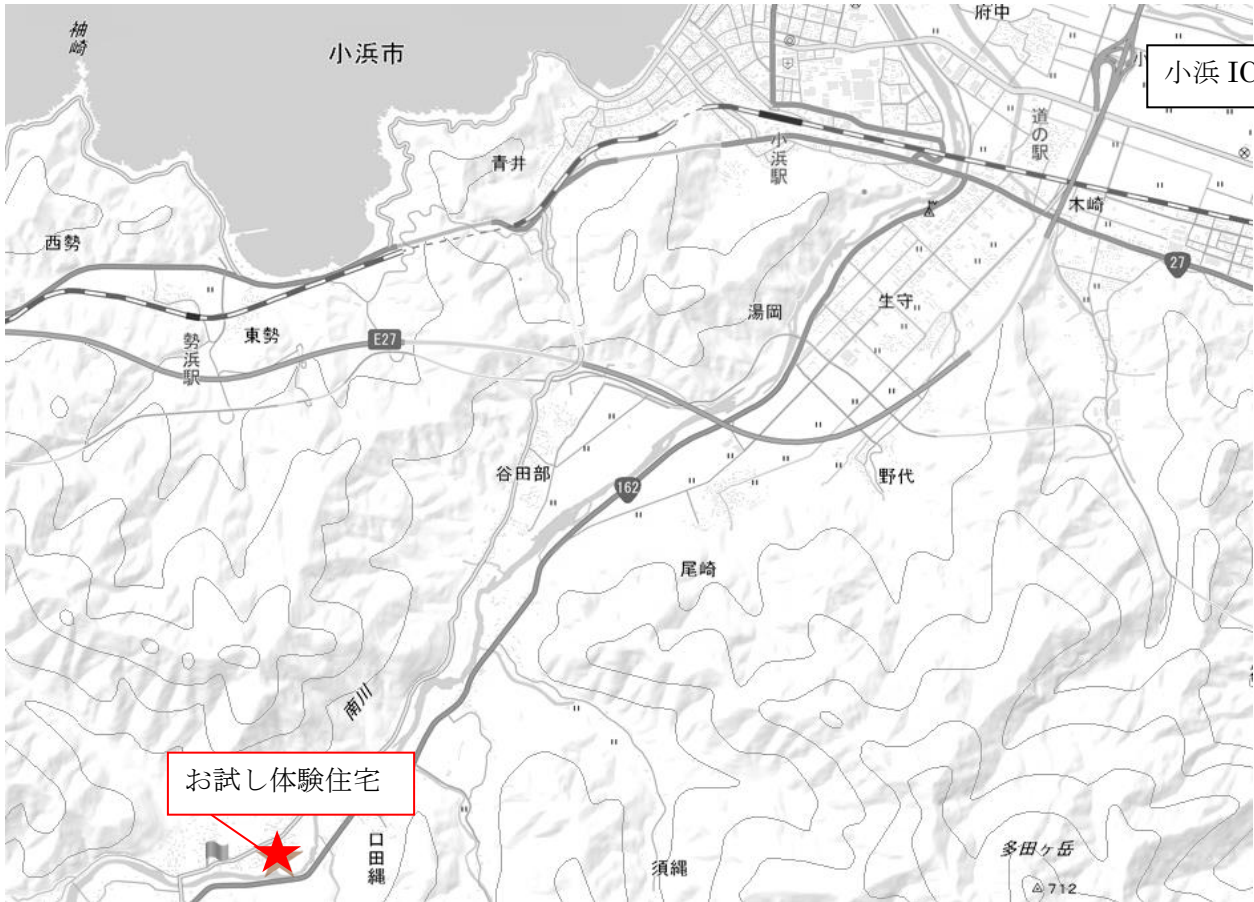 府中
袖崎
小浜市
小浜 IC
道の駅
小浜駅
青井
木崎
西勢
27
生守
湯岡
東勢
E27
勢浜駅
谷田部
野代
162
尾崎
南川
お試し体験住宅
口田縄
須縄
多田ヶ岳
712